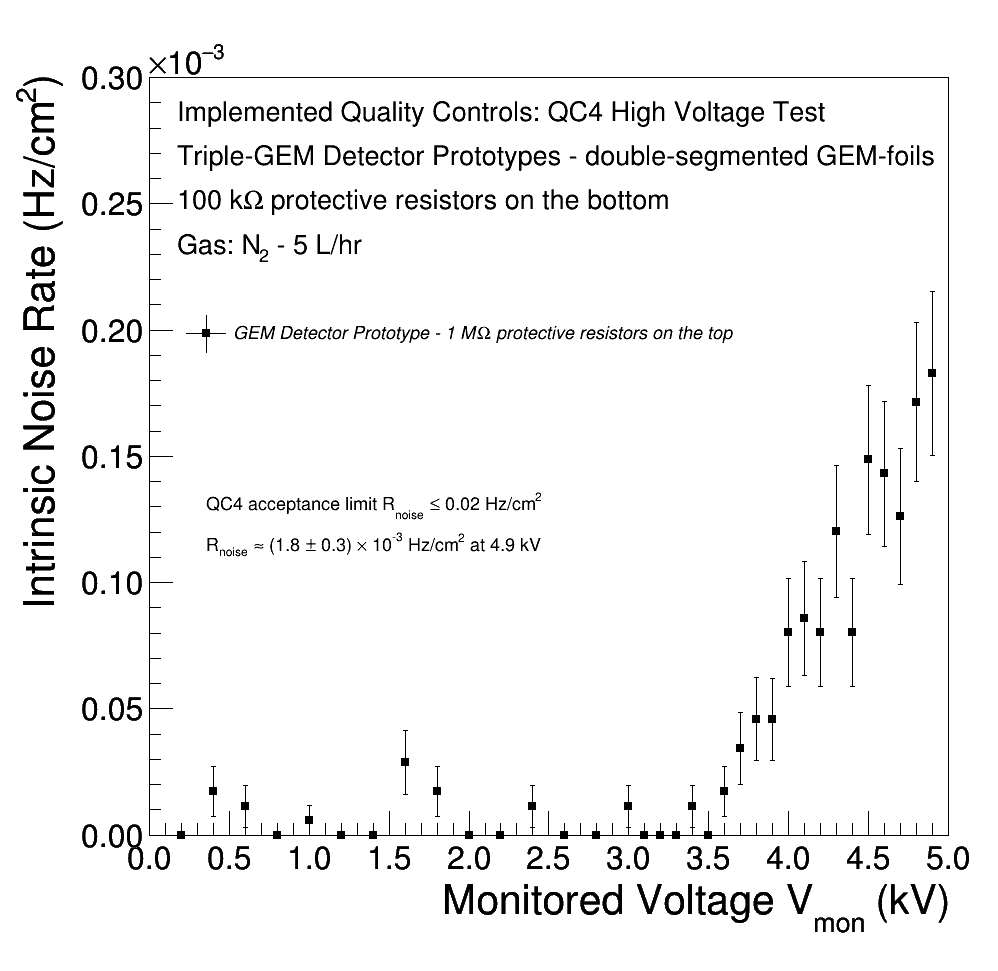 ×10⁻³
Implemented Quality Controls: QC4 High Voltage Test
Triple-GEM Detector Prototypes - double-segmented GEM-foils
100 kΩ protective resistors on the bottom
Gas: N₂ - 5 L/hr
GEM Detector Prototype - 1 MΩ protective resistors on the top
QC4 acceptance limit R_noise ≤ 0.02 Hz/cm²
R_noise ≈ (1.8 ± 0.3) × 10⁻³ Hz/cm² at 4.9 kV
Intrinsic Noise Rate (Hz/cm²)
0.30
0.25
0.20
0.15
0.10
0.05
0.00
0.0 0.5 1.0 1.5 2.0 2.5 3.0 3.5 4.0 4.5 5.0
Monitored Voltage V_mon (kV)